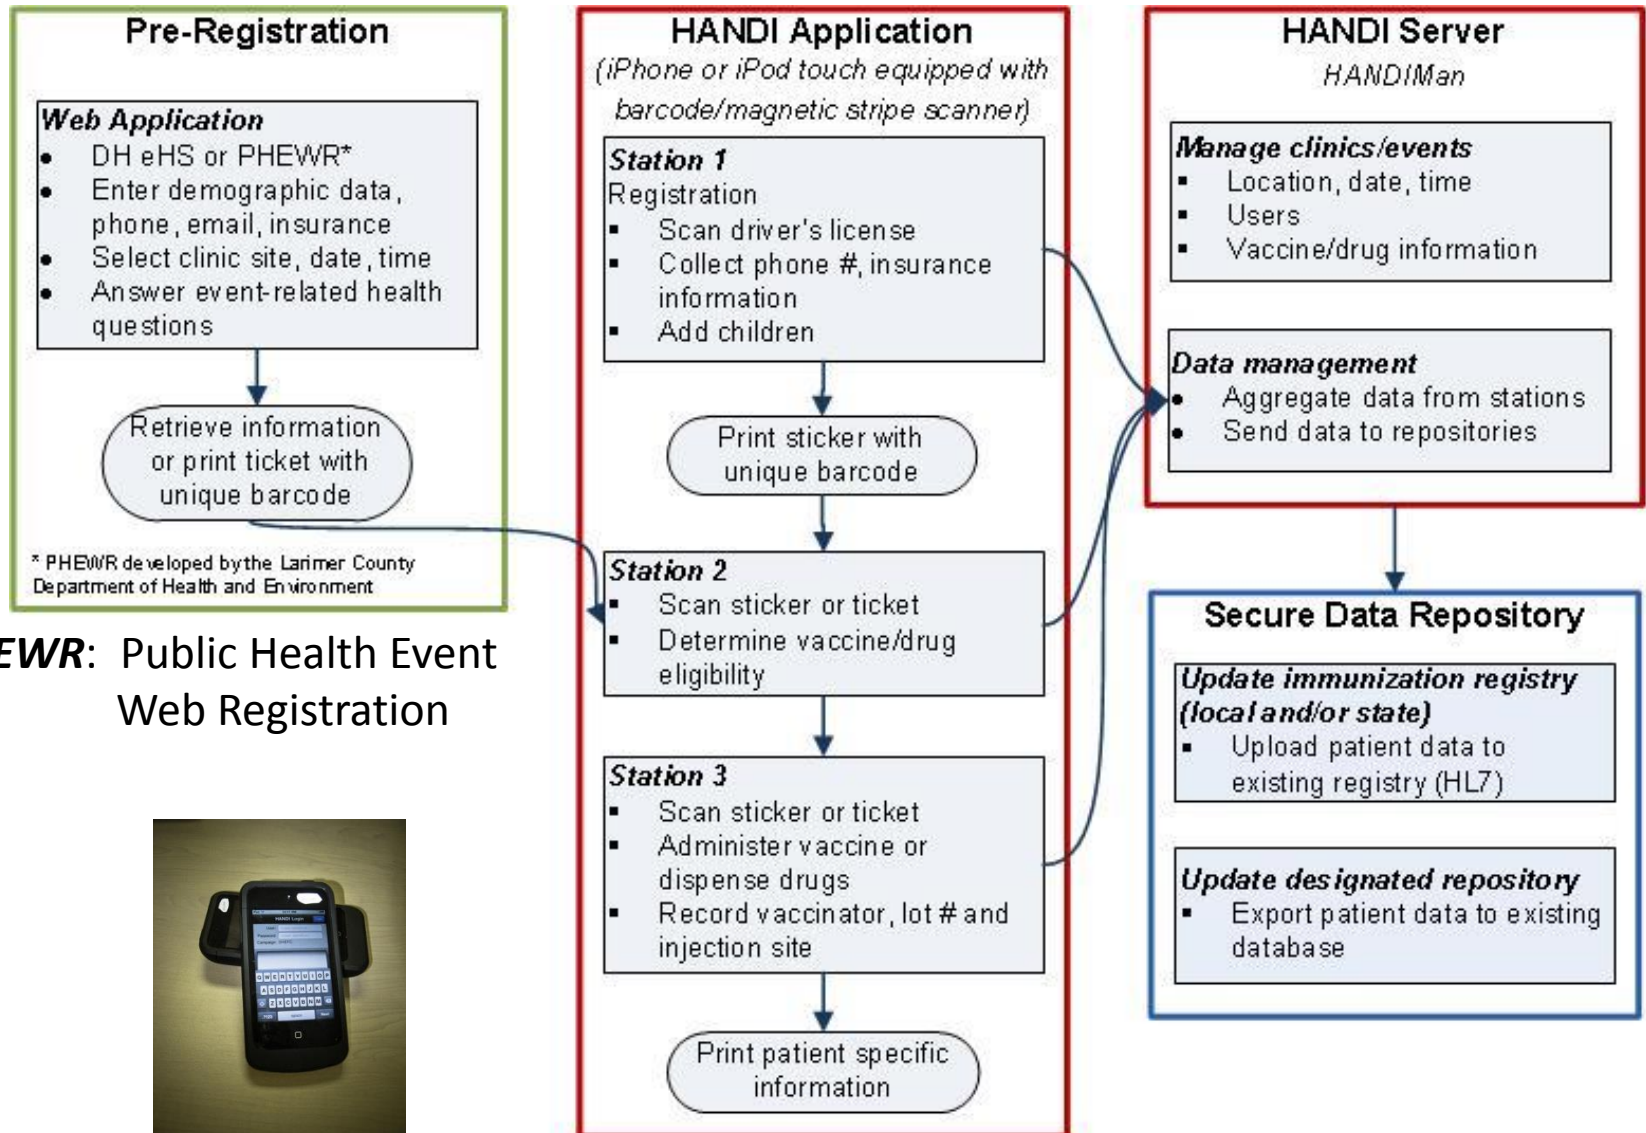 Pre-Registration
Web Application
● DH eHS or PHEWR*
● Enter demographic data,
phone, email, insurance
● Select clinic site, date, time
● Answer event-related health
questions
Retrieve information
or print ticket with
unique barcode
* PHEWR developed by the Larimer County
Department of Health and Environment
EWR: Public Health Event
Web Registration
HANDI Application
(iPhone or iPod touch equipped with
barcode/magnetic stripe scanner)
Station 1
Registration
▪ Scan driver's license
▪ Collect phone #, insurance
information
▪ Add children
Print sticker with
unique barcode
Station 2
▪ Scan sticker or ticket
▪ Determine vaccine/drug
eligibility
Station 3
▪ Scan sticker or ticket
▪ Administer vaccine or
dispense drugs
▪ Record vaccinator, lot # and
injection site
Print patient specific
information
HANDI Server
HANDIMan
Manage clinics/events
▪ Location, date, time
▪ Users
▪ Vaccine/drug information
Data management
● Aggregate data from stations
● Send data to repositories
Secure Data Repository
Update immunization registry
(local and/or state)
▪ Upload patient data to
existing registry (HL7)
Update designated repository
▪ Export patient data to existing
database
HANDI Login